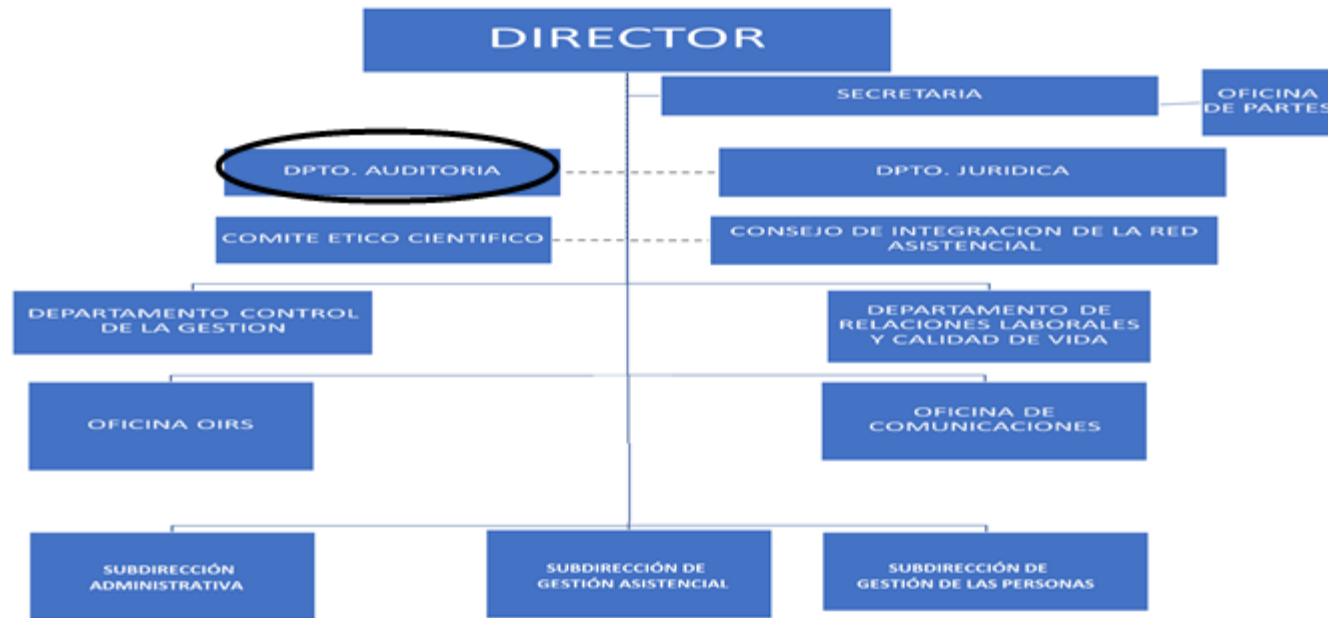 DIRECTOR
SECRETARIA
OFICINA
DE PARTES
DPTO. AUDITORIA
DPTO. JURIDICA
COMITE ETICO CIENTIFICO
CONSEJO DE INTEGRACION DE LA RED
ASISTENCIAL
DEPARTAMENTO CONTROL
DE LA GESTION
DEPARTAMENTO DE
RELACIONES LABORALES
Y CALIDAD DE VIDA
OFICINA OIRS
OFICINA DE
COMUNICACIONES
SUBDIRECCIÓN
ADMINISTRATIVA
SUBDIRECCIÓN DE
GESTIÓN ASISTENCIAL
SUBDIRECCIÓN DE
GESTIÓN DE LAS PERSONAS